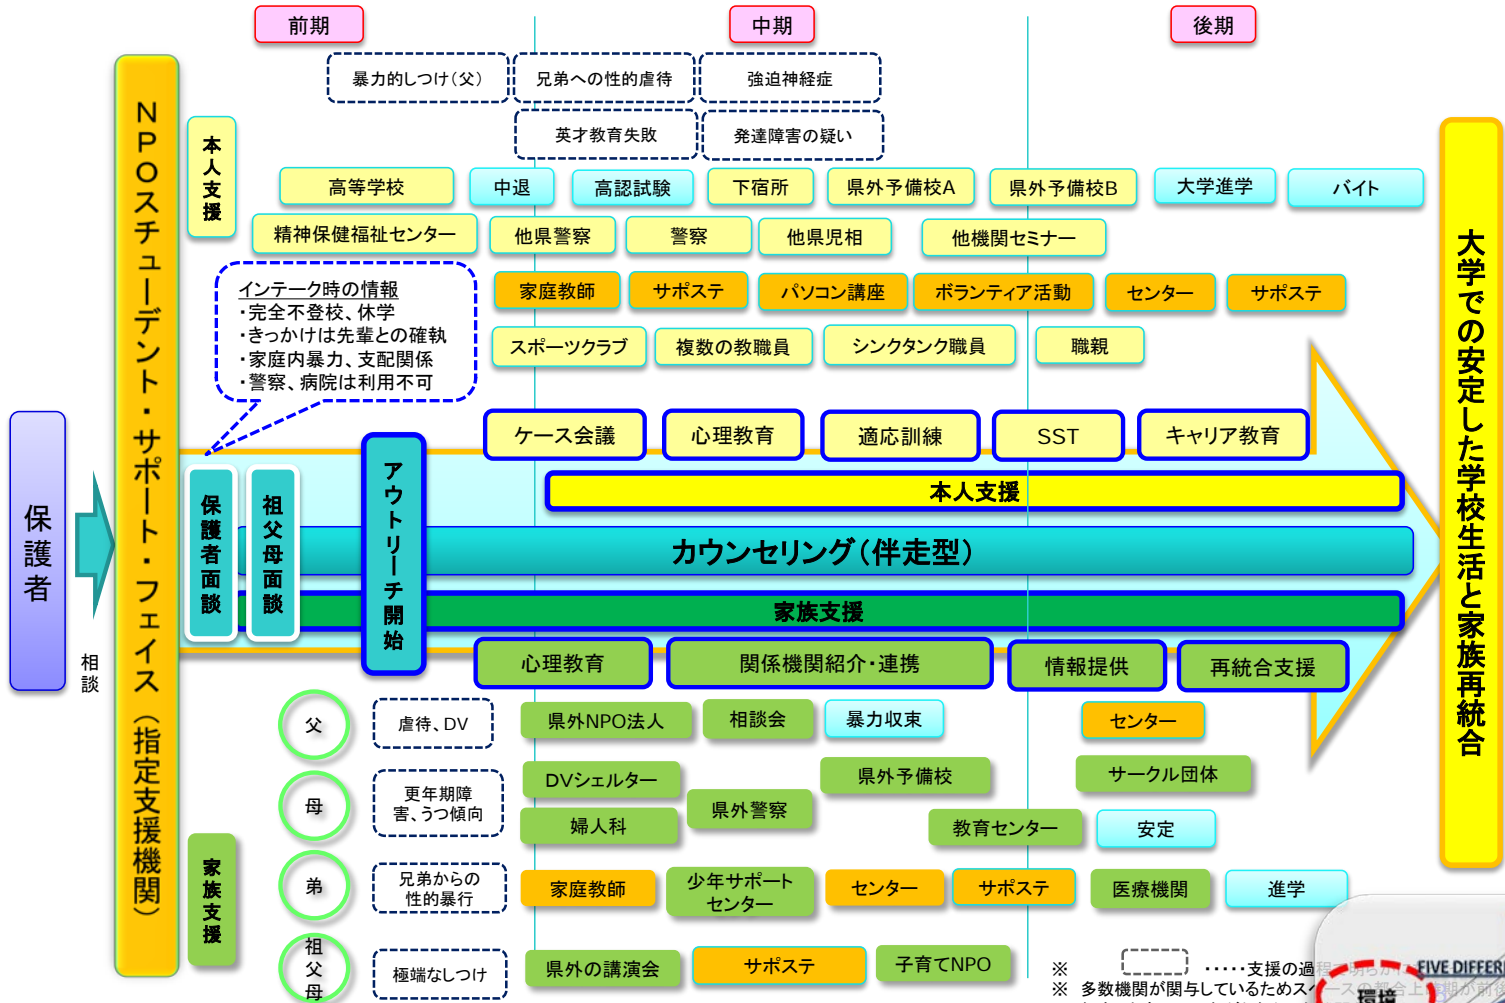 前期
中期
後期
暴力的しつけ(父)
兄弟への性的虐待
強迫神経症
英才教育失敗
発達障害の疑い
NPOスチューデント・サポート・フェイス(指定支援機関)
本人支援
高等学校
中退
高認試験
下宿所
県外予備校A
県外予備校B
大学進学
バイト
精神保健福祉センター
他県警察
警察
他県児相
他機関セミナー
インテーク時の情報
・完全不登校、休学
・きっかけは先輩との確執
・家庭内暴力、支配関係
・警察、病院は利用不可
家庭教師
サポステ
パソコン講座
ボランティア活動
センター
サポステ
スポーツクラブ
複数の教職員
シンクタンク職員
職親
保護者
相談
保護者面談
祖父母面談
アウトリーチ開始
ケース会議
心理教育
適応訓練
SST
キャリア教育
本人支援
カウンセリング(伴走型)
家族支援
心理教育
関係機関紹介・連携
情報提供
再統合支援
大学での安定した学校生活と家族再統合
家族支援
父
虐待、DV
県外NPO法人
相談会
暴力収束
センター
母
更年期障
害、うつ傾向
DVシェルター
県外警察
県外予備校
サークル団体
婦人科
教育センター
安定
弟
兄弟からの
性的暴行
家庭教師
少年サポート
センター
センター
サポステ
医療機関
進学
祖父母
極端なしつけ
県外の講演会
サポステ
子育てNPO
※ ・・・・・支援の過程で明らかに
※ 多数機関が関与しているためスペースの都合上時期が前後
FIVE DIFFER
環境